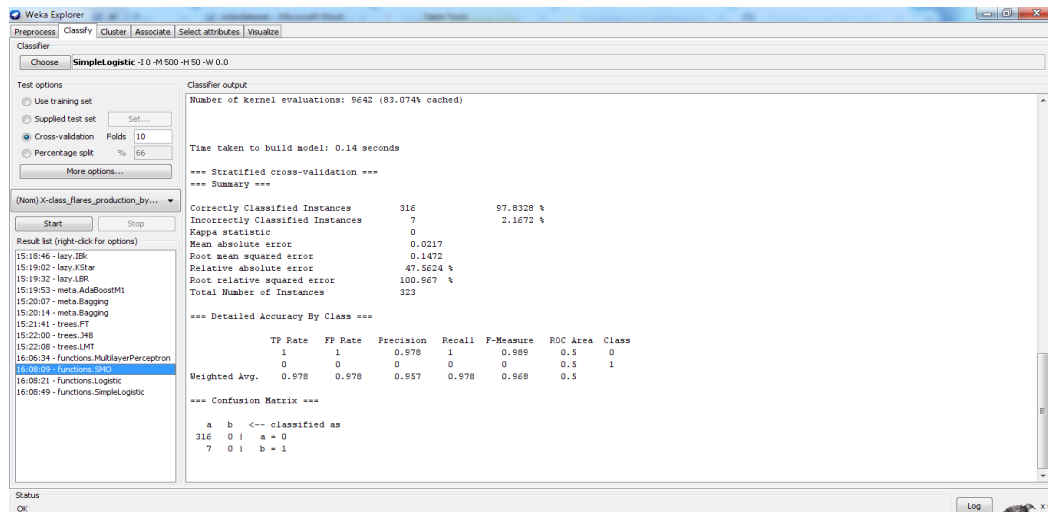 Weka Explorer
Preprocess Classify Cluster Associate Select attributes Visualize
Classifier
Choose SimpleLogistic -I 0 -M 500 -H 50 -W 0.0
Test options
Use training set
Supplied test set Set...
Cross-validation Folds 10
Percentage split % 66
More options...
(Nom) X-class_flares_production_by...
Start Stop
Result list (right-click for options)
15:18:46 - lazy.IBk
15:19:02 - lazy.KStar
15:19:32 - lazy.LBR
15:19:53 - meta.AdaBoostM1
15:20:07 - meta.Bagging
15:20:14 - meta.Bagging
15:21:41 - trees.FT
15:22:00 - trees.J48
15:22:08 - trees.LMT
16:06:34 - functions.MultilayerPerceptron
16:08:09 - functions.SMO
16:08:21 - functions.Logistic
16:08:49 - functions.SimpleLogistic
Classifier output
Number of kernel evaluations: 9642 (83.074% cached)
Time taken to build model: 0.14 seconds
=== Stratified cross-validation ===
=== Summary ===
Correctly Classified Instances 316 97.8328 %
Incorrectly Classified Instances 7 2.1672 %
Kappa statistic 0
Mean absolute error 0.0217
Root mean squared error 0.1472
Relative absolute error 47.5624 %
Root relative squared error 100.967 %
Total Number of Instances 323
=== Detailed Accuracy By Class ===
TP Rate FP Rate Precision Recall F-Measure ROC Area Class
1 1 0.978 1 0.989 0.5 0
0 0 0 0 0 0.5 1
Weighted Avg. 0.978 0.978 0.957 0.978 0.968 0.5
=== Confusion Matrix ===
a b <-- classified as
316 0 | a = 0
7 0 | b = 1
Status
OK
Log
x